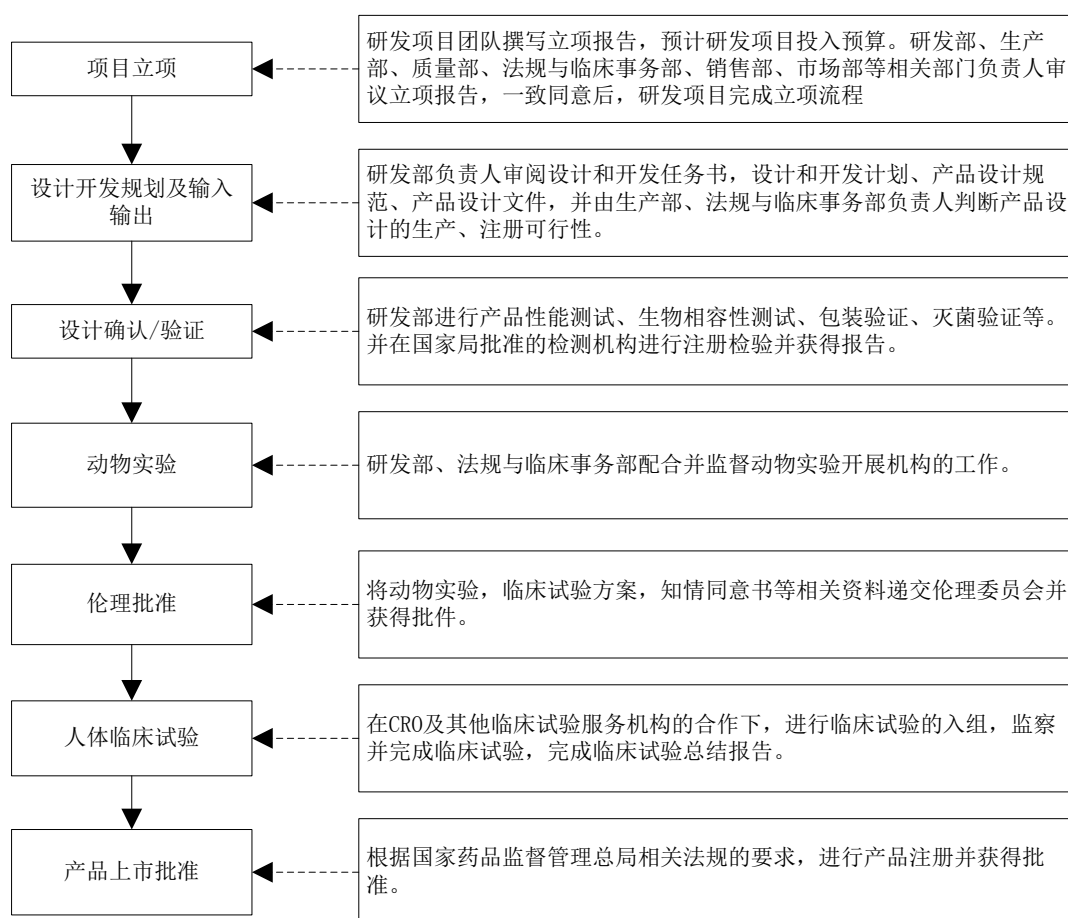 项目立项
研发项目团队撰写立项报告，预计研发项目投入预算。研发部、生产
部、质量部、法规与临床事务部、销售部、市场部等相关部门负责人审
议立项报告，一致同意后，研发项目完成立项流程
设计开发规划及输入
输出
研发部负责人审阅设计和开发任务书，设计和开发计划、产品设计规
范、产品设计文件，并由生产部、法规与临床事务部负责人判断产品设
计的生产、注册可行性。
设计确认/验证
研发部进行产品性能测试、生物相容性测试、包装验证、灭菌验证等。
并在国家局批准的检测机构进行注册检验并获得报告。
动物实验
研发部、法规与临床事务部配合并监督动物实验开展机构的工作。
伦理批准
将动物实验，临床试验方案，知情同意书等相关资料递交伦理委员会并
获得批件。
人体临床试验
在CRO及其他临床试验服务机构的合作下，进行临床试验的入组，监察
并完成临床试验，完成临床试验总结报告。
产品上市批准
根据国家药品监督管理总局相关法规的要求，进行产品注册并获得批
准。